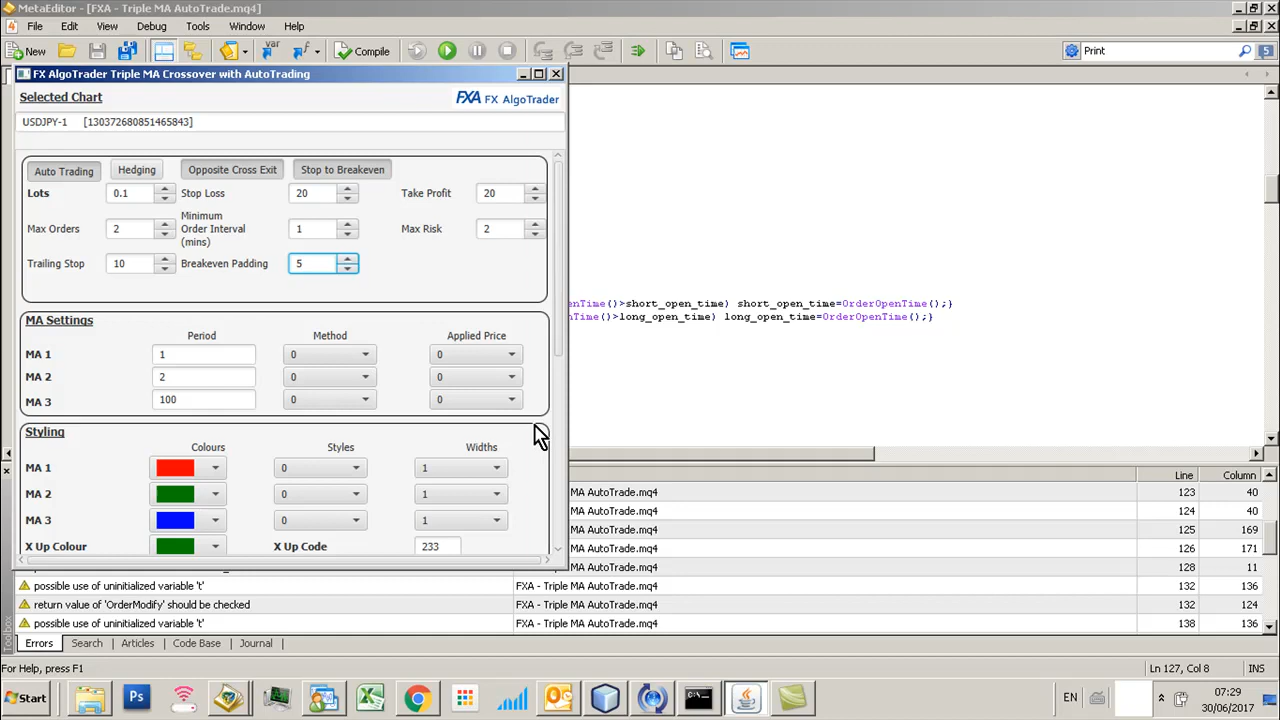 MetaEditor - [FXA - Triple MA AutoTrade.mq4]
File Edit View Debug Tools Window Help
New var Compile Print 5
FX AlgoTrader Triple MA Crossover with AutoTrading
Selected Chart FXA FX AlgoTrader
USDJPY-1 [130372680851465843]
Auto Trading Hedging Opposite Cross Exit Stop to Breakeven
Lots 0.1 Stop Loss 20 Take Profit 20
Minimum
Max Orders 2 Order Interval 1 Max Risk 2
(mins)
Trailing Stop 10 Breakeven Padding 5
enTime()>short_open_time) short_open_time=OrderOpenTime();}
eTime()>long_open_time) long_open_time=OrderOpenTime();}
MA Settings
Period Method Applied Price
MA 1 1 0 0
MA 2 2 0 0
MA 3 100 0 0
Styling
Colours Styles Widths
MA 1 0 1
MA 2 0 1
MA 3 0 1
X Up Colour X Up Code 233
Line Column
MA AutoTrade.mq4 123 40
MA AutoTrade.mq4 124 40
MA AutoTrade.mq4 125 169
MA AutoTrade.mq4 126 171
MA AutoTrade.mq4 128 11
possible use of uninitialized variable 't' FXA - Triple MA AutoTrade.mq4 132 136
return value of 'OrderModify' should be checked FXA - Triple MA AutoTrade.mq4 132 124
possible use of uninitialized variable 't' FXA - Triple MA AutoTrade.mq4 138 136
Toolbox
Errors Search Articles Code Base Journal
For Help, press F1 Ln 127, Col 8 INS
Start Ps EN 07:29
30/06/2017